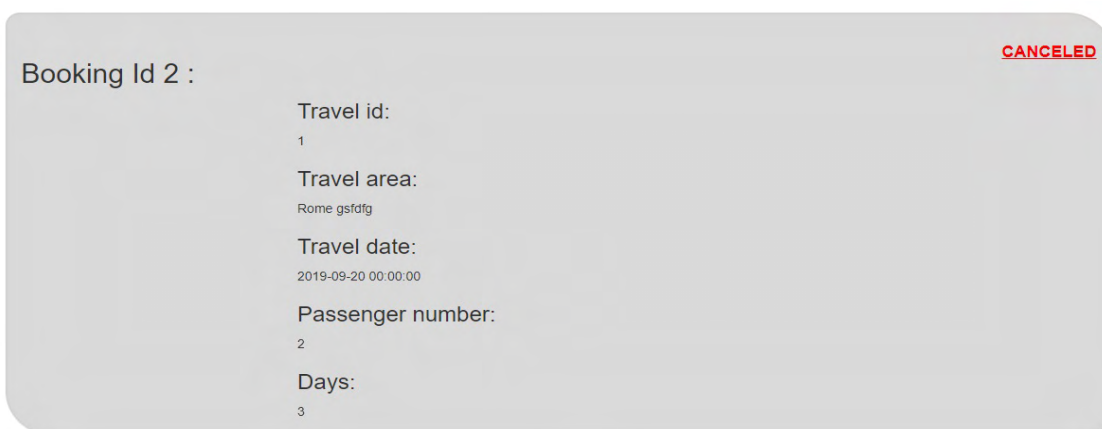 CANCELED
Booking Id 2 :
Travel id:
1
Travel area:
Rome gsfdfg
Travel date:
2019-09-20 00:00:00
Passenger number:
2
Days:
3